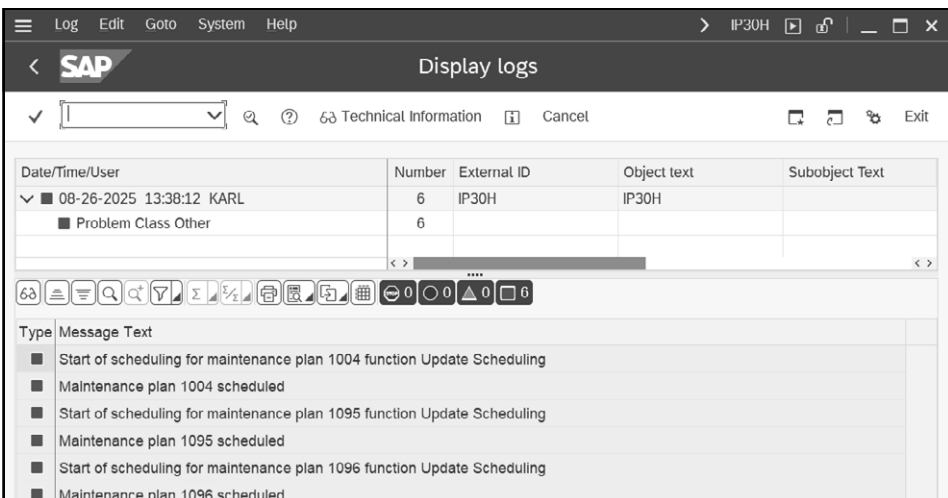 Log Edit Goto System Help IP30H
SAP Display logs
Technical Information Cancel Exit
Date/Time/User Number External ID Object text Subobject Text
08-26-2025 13:38:12 KARL 6 IP30H IP30H
Problem Class Other 6
0 0 0 6
Type Message Text
Start of scheduling for maintenance plan 1004 function Update Scheduling
Maintenance plan 1004 scheduled
Start of scheduling for maintenance plan 1095 function Update Scheduling
Maintenance plan 1095 scheduled
Start of scheduling for maintenance plan 1096 function Update Scheduling
Maintenance plan 1096 scheduled